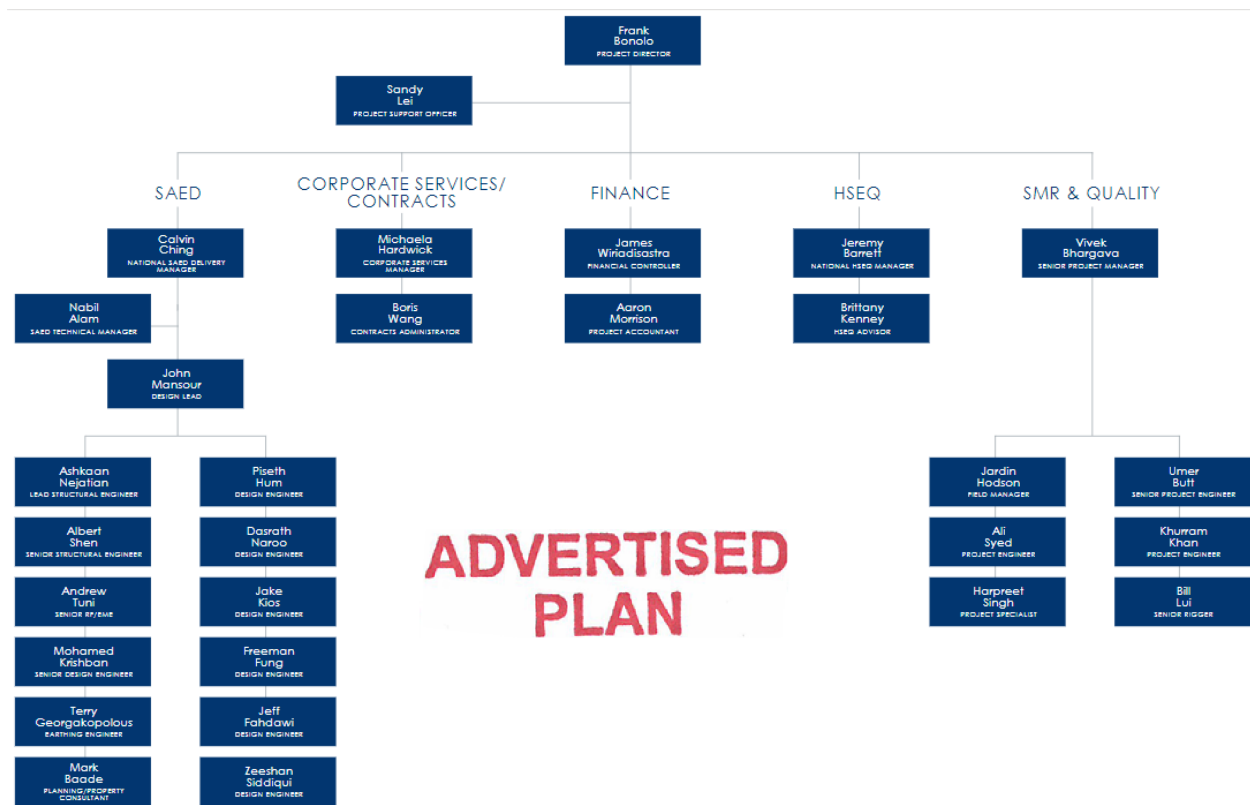 Frank
Bonolo
PROJECT DIRECTOR
Sandy
Lei
PROJECT SUPPORT OFFICER
SAED
CORPORATE SERVICES/
CONTRACTS
FINANCE
HSEQ
SMR & QUALITY
Calvin
Ching
NATIONAL SAED DELIVERY
MANAGER
Michaela
Hardwick
CORPORATE SERVICES
MANAGER
James
Wiriadisastra
FINANCIAL CONTROLLER
Jeremy
Barrett
NATIONAL HSEQ MANAGER
Vivek
Bhargava
SENIOR PROJECT MANAGER
Nabil
Alam
SAED TECHNICAL MANAGER
Boris
Wang
CONTRACTS ADMINISTRATOR
Aaron
Morrison
PROJECT ACCOUNTANT
Brittany
Kenney
HSEQ ADVISOR
John
Mansour
DESIGN LEAD
Ashkaan
Nejatian
LEAD STRUCTURAL ENGINEER
Albert
Shen
SENIOR STRUCTURAL ENGINEER
Andrew
Tuni
SENIOR RF/EME
Mohamed
Krishban
SENIOR DESIGN ENGINEER
Terry
Georgakopolous
EARTHING ENGINEER
Mark
Baade
PLANNING/PROPERTY
CONSULTANT
Piseth
Hum
DESIGN ENGINEER
Dasrath
Naroo
DESIGN ENGINEER
Jake
Kios
DESIGN ENGINEER
Freeman
Fung
DESIGN ENGINEER
Jeff
Fahdawi
DESIGN ENGINEER
Zeeshan
Siddiqui
DESIGN ENGINEER
ADVERTISED
PLAN
Jardin
Hodson
FIELD MANAGER
Ali
Syed
PROJECT ENGINEER
Harpreet
Singh
PROJECT SPECIALIST
Umer
Butt
SENIOR PROJECT ENGINEER
Khurram
Khan
PROJECT ENGINEER
Bill
Lui
SENIOR RIGGER